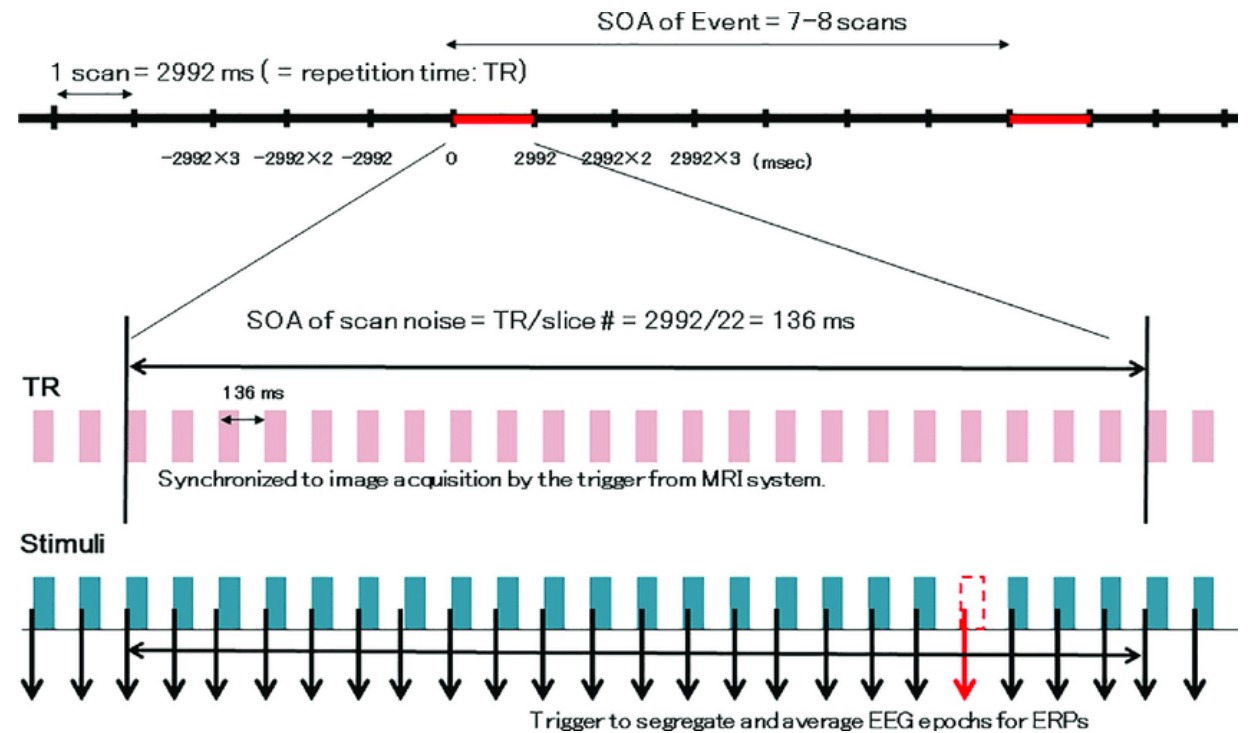 SOA of Event = 7-8 scans
1 scan = 2992 ms ( = repetition time: TR)
-2992×3 -2992×2 -2992 0 2992 2992×2 2992×3 (msec)
SOA of scan noise = TR/slice # = 2992/22 = 136 ms
TR
136 ms
Synchronized to image acquisition by the trigger from MRI system.
Stimuli
Trigger to segregate and average EEG epochs for ERPs